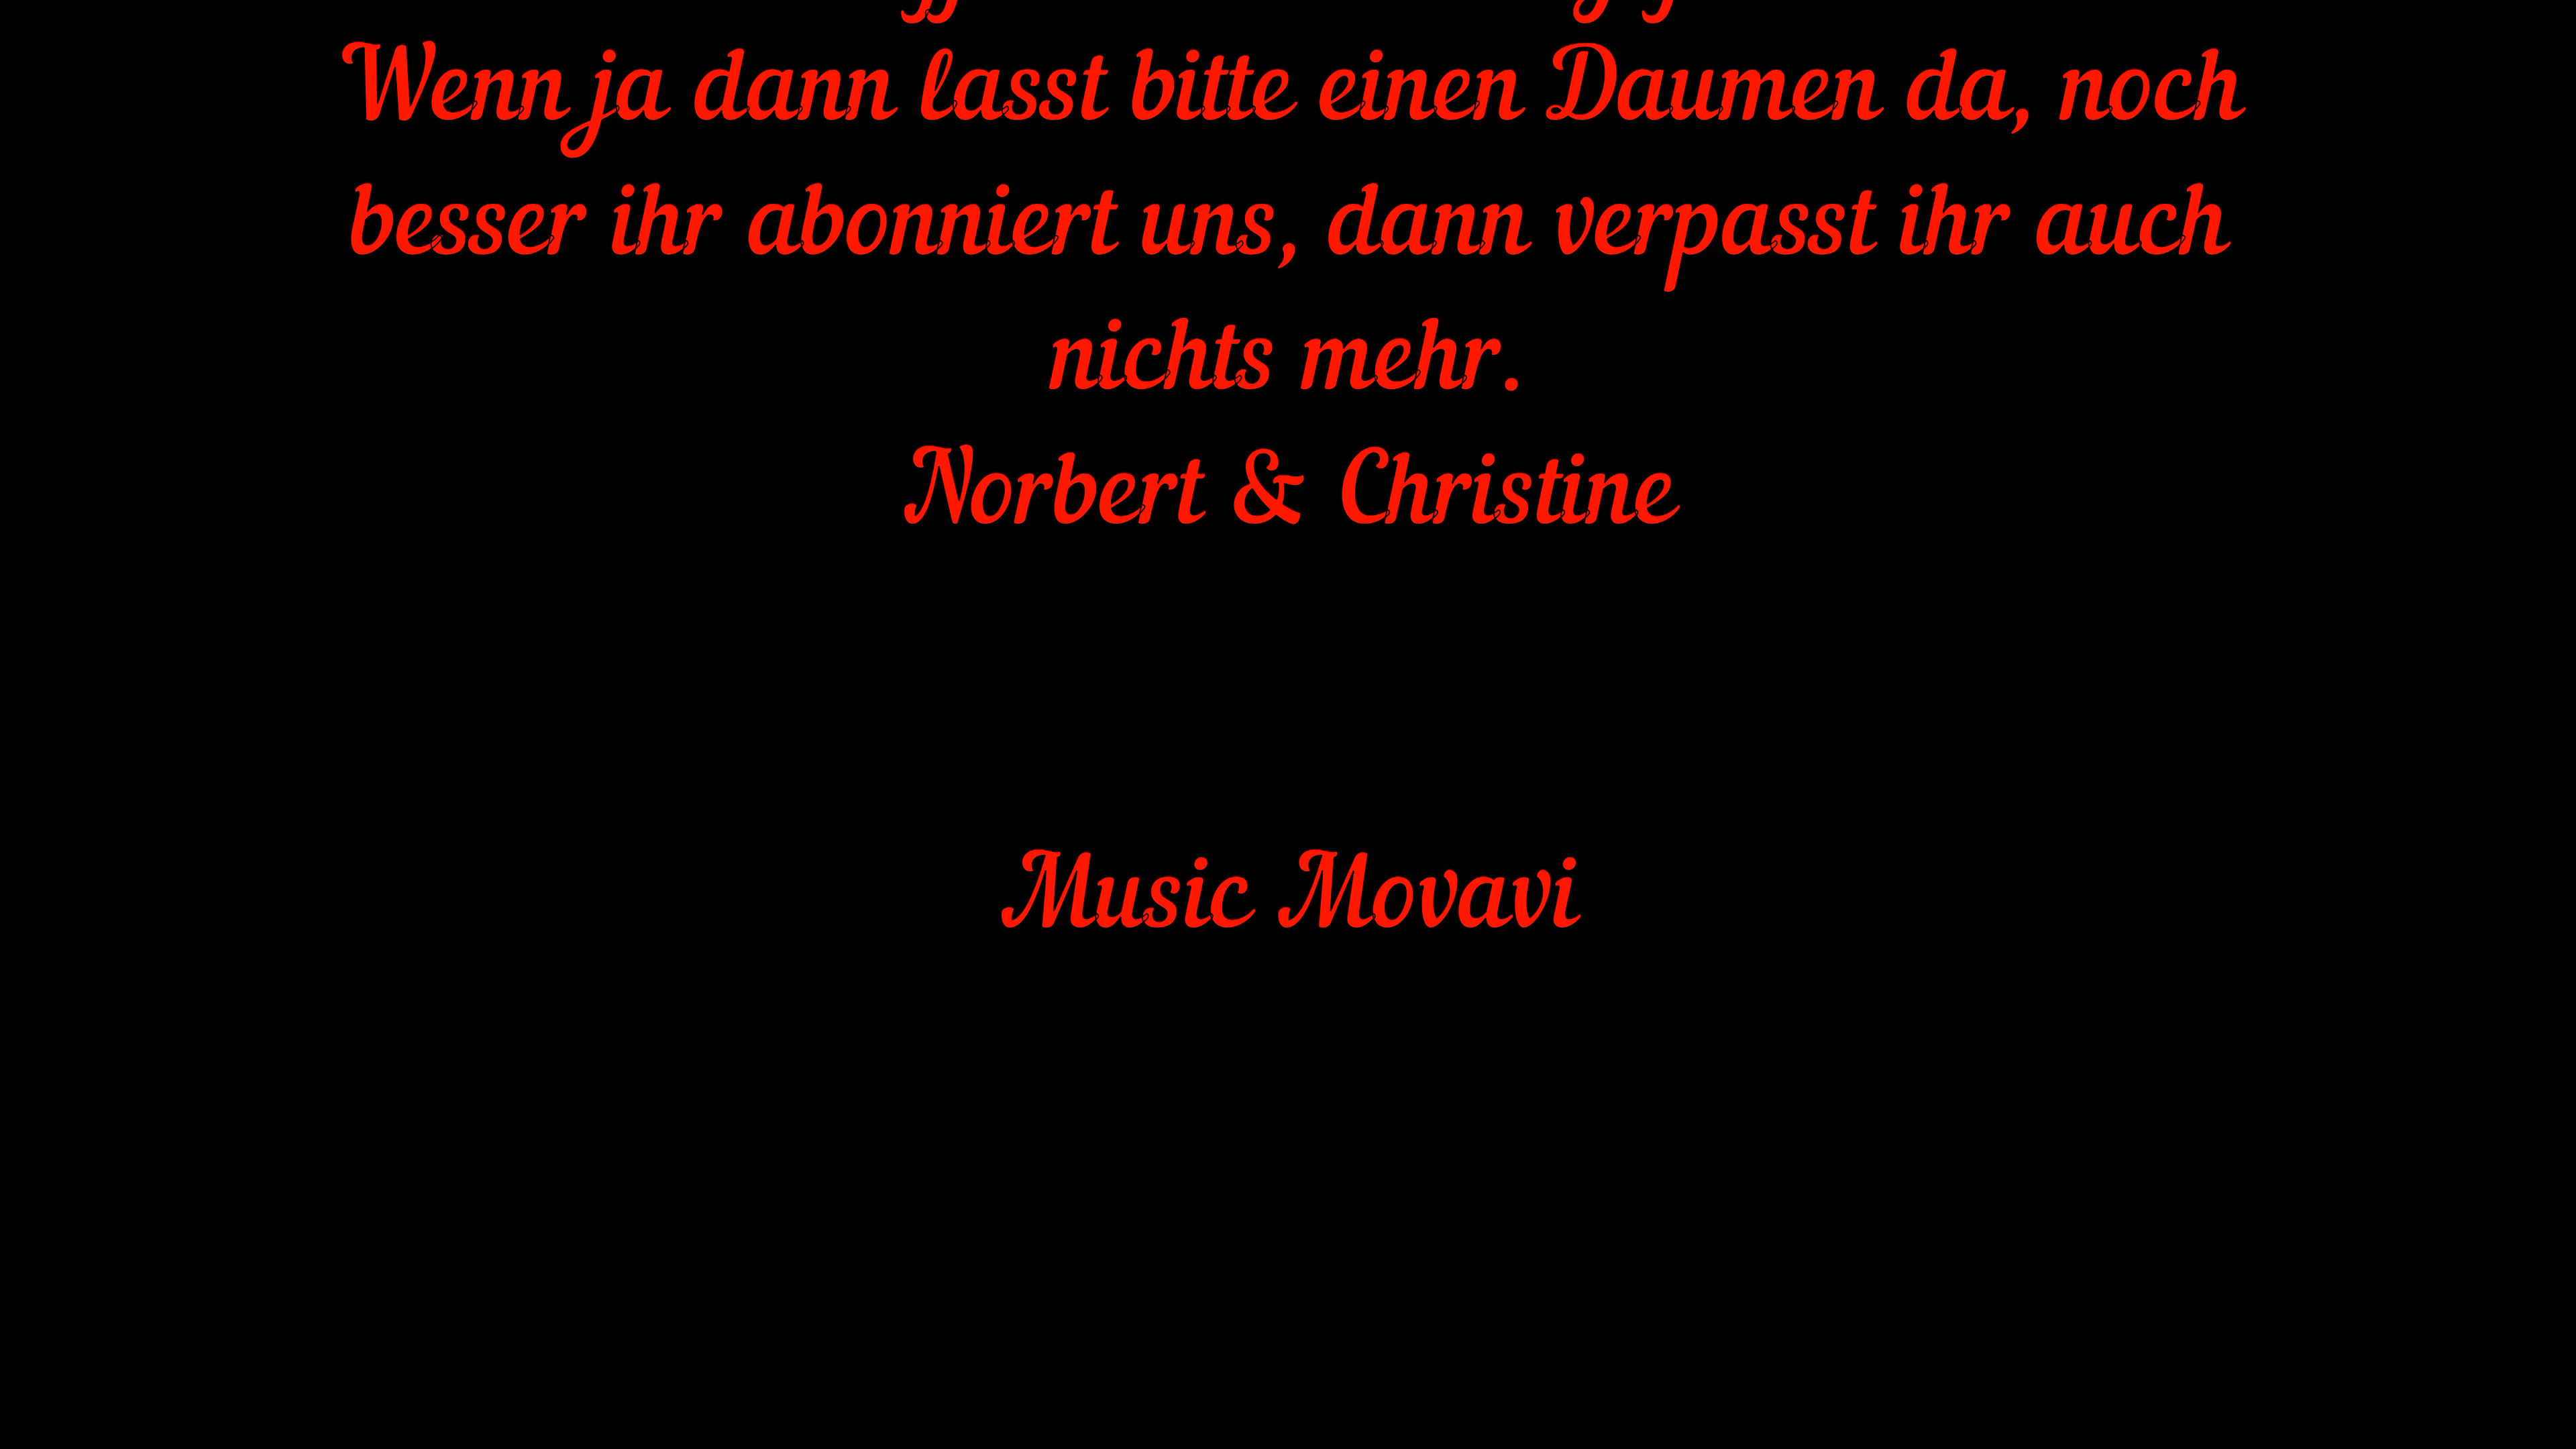 Wenn ja dann lasst bitte einen Daumen da, noch
besser ihr abonniert uns, dann verpasst ihr auch
nichts mehr.
Norbert & Christine
Music Movavi